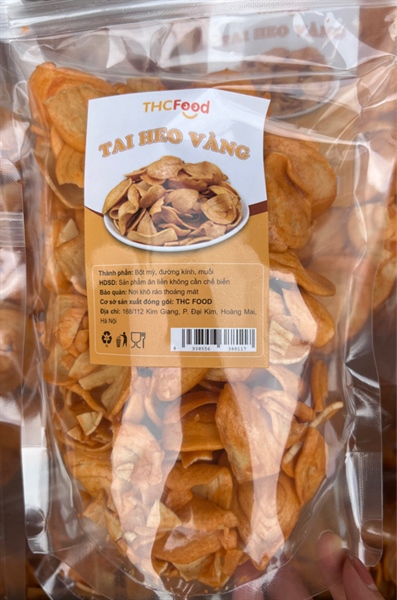 THCFood
TAI HEO VÀNG
Thành phần: Bột mỳ, đường kính, muối
HDSD: Sản phẩm ăn liền không cần chế biến
Bảo quản: Nơi khô ráo thoáng mát
Cơ sở sản xuất đóng gói: THC FOOD
Địa chỉ: 168/112 Kim Giang, P. Đại Kim, Hoàng Mai,
Hà Nội